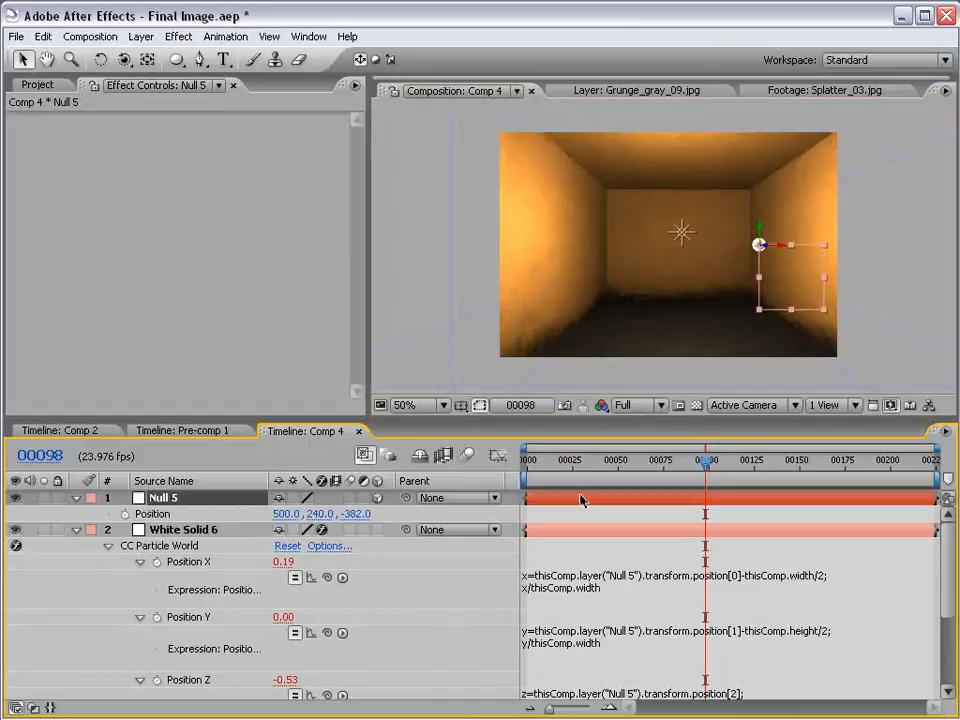 Adobe After Effects - Final Image.aep *
File Edit Composition Layer Effect Animation View Window Help
Workspace: Standard
Project Effect Controls: Null 5
Comp 4 * Null 5
Composition: Comp 4 Layer: Grunge_gray_09.jpg Footage: Splatter_03.jpg
50% 00098 Full Active Camera 1 View
Timeline: Comp 2 Timeline: Pre-comp 1 Timeline: Comp 4
00098 (23.976 fps)
0000 00025 00050 00075 00100 00125 00150 00175 00200 0022
# Source Name Parent
1 Null 5 None
Position 500.0, 240.0, -382.0
2 White Solid 6 None
CC Particle World Reset Options...
Position X 0.19
Expression: Positio...
x=thisComp.layer("Null 5").transform.position[0]-thisComp.width/2;
x/thisComp.width
Position Y 0.00
Expression: Positio...
y=thisComp.layer("Null 5").transform.position[1]-thisComp.height/2;
y/thisComp.width
Position Z -0.53
z=thisComp.layer("Null 5").transform.position[2];